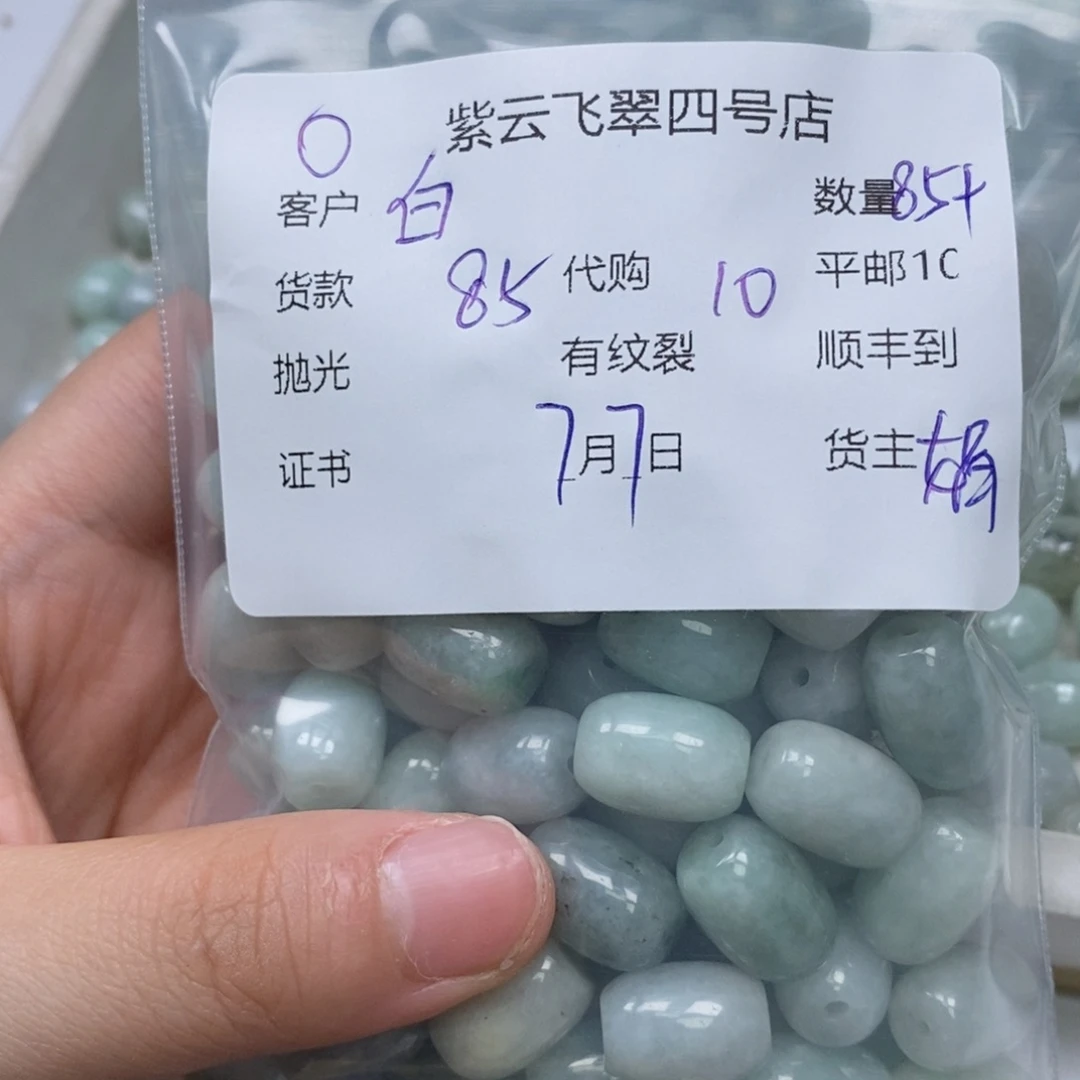 紫云飞翠四号店
O
客户 白 数量85+
货款 85 代购 10 平邮1C
抛光 有纹裂 顺丰到
证书 7月7日 货主